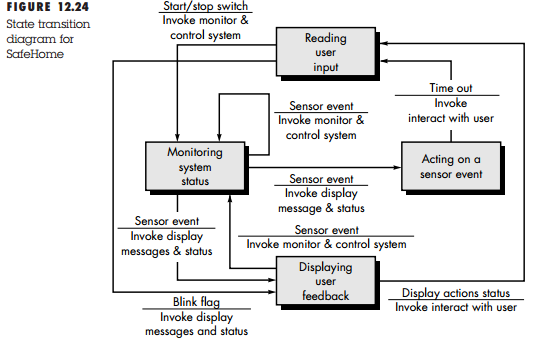 FIGURE 12.24
State transition
diagram for
SafeHome
Start/stop switch
Invoke monitor &
control system
Reading
user
input
Time out
Invoke
interact with user
Sensor event
Invoke monitor &
control system
Monitoring
system
status
Acting on a
sensor event
Sensor event
Invoke display
message & status
Sensor event
Invoke display
messages & status
Sensor event
Invoke monitor & control system
Displaying
user
feedback
Display actions status
Invoke interact with user
Blink flag
Invoke display
messages and status